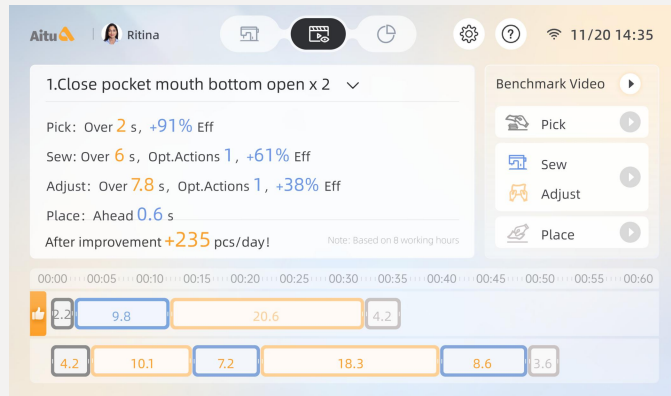 Aitu
Ritina
11/20 14:35
1.Close pocket mouth bottom open x 2
Pick: Over 2 s, +91% Eff
Sew: Over 6 s, Opt.Actions 1, +61% Eff
Adjust: Over 7.8 s, Opt.Actions 1, +38% Eff
Place: Ahead 0.6 s
After improvement +235 pcs/day!
Note: Based on 8 working hours
Benchmark Video
Pick
Sew
Adjust
Place
00:00 00:05 00:10 00:15 00:20 00:25 00:30 00:35 00:40 00:45 00:50 00:55 00:60
2.2 9.8 20.6 4.2
4.2 10.1 7.2 18.3 8.6 3.6